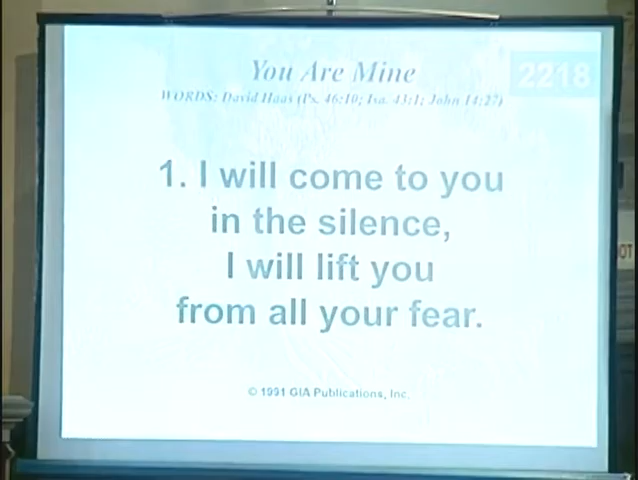 You Are Mine
2218
WORDS: David Haas (Ps. 46:10; Isa. 43:1; John 14:27)
1. I will come to you
in the silence,
I will lift you
from all your fear.
© 1991 GIA Publications, Inc.
OT